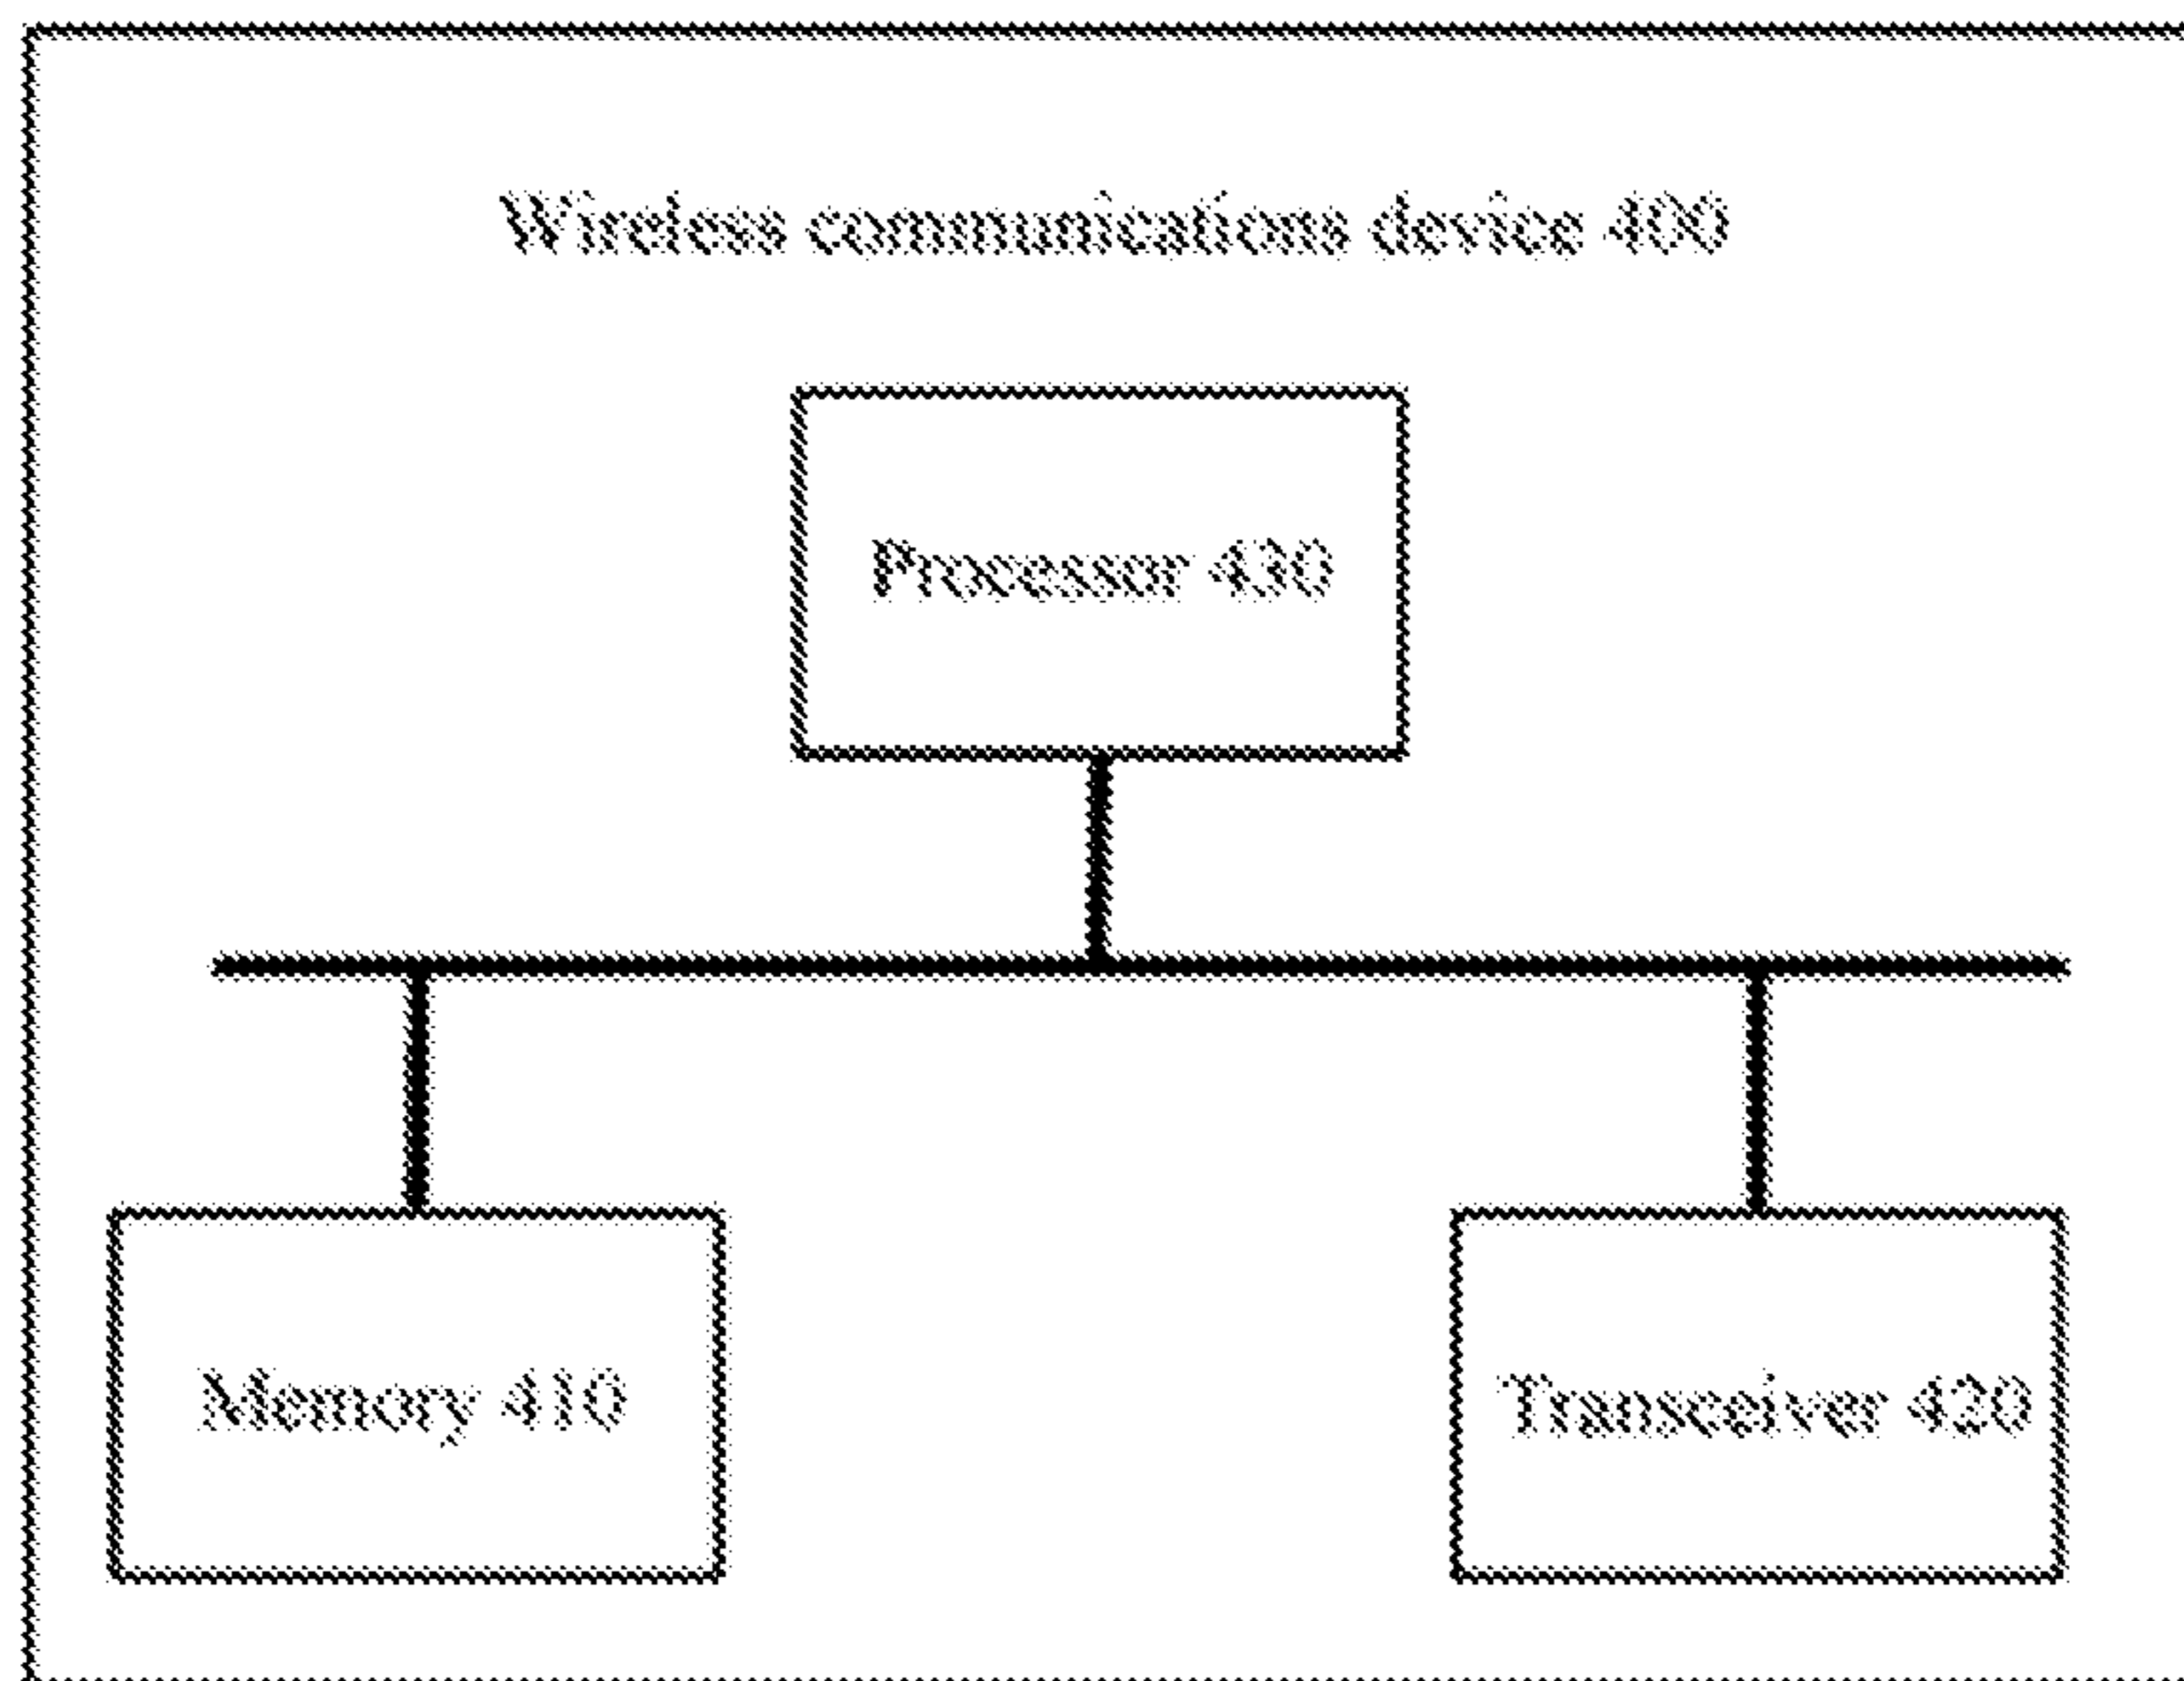 Wireless communications device 400
Processor 430
Memory 410
Transceiver 420